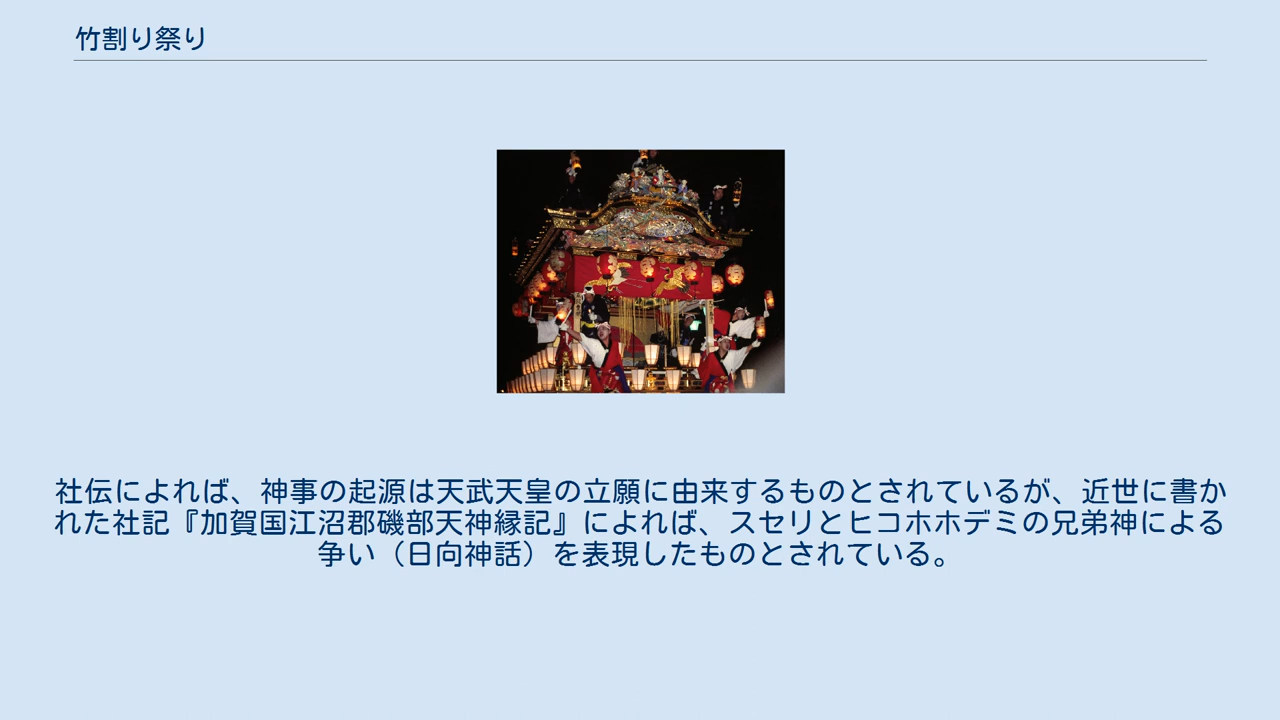 竹割り祭り
社伝によれば、神事の起源は天武天皇の立願に由来するものとされているが、近世に書か
れた社記『加賀国江沼郡磯部天神縁記』によれば、スセリとヒコホホデミの兄弟神による
争い（日向神話）を表現したものとされている。